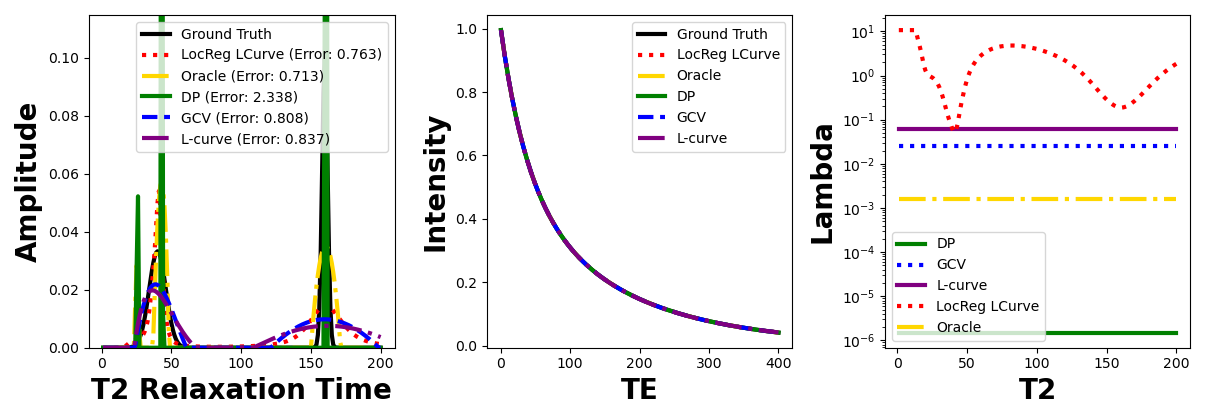 0.10
0.08
0.06
0.04
0.02
0.00
0
50
100
150
200
Amplitude
T2 Relaxation Time
Ground Truth
LocReg LCurve (Error: 0.763)
Oracle (Error: 0.713)
DP (Error: 2.338)
GCV (Error: 0.808)
L-curve (Error: 0.837)
1.0
0.8
0.6
0.4
0.2
0.0
0
100
200
300
400
Intensity
TE
Ground Truth
LocReg LCurve
Oracle
DP
GCV
L-curve
10¹
10⁰
10⁻¹
10⁻²
10⁻³
10⁻⁴
10⁻⁵
10⁻⁶
0
50
100
150
200
Lambda
T2
DP
GCV
L-curve
LocReg LCurve
Oracle